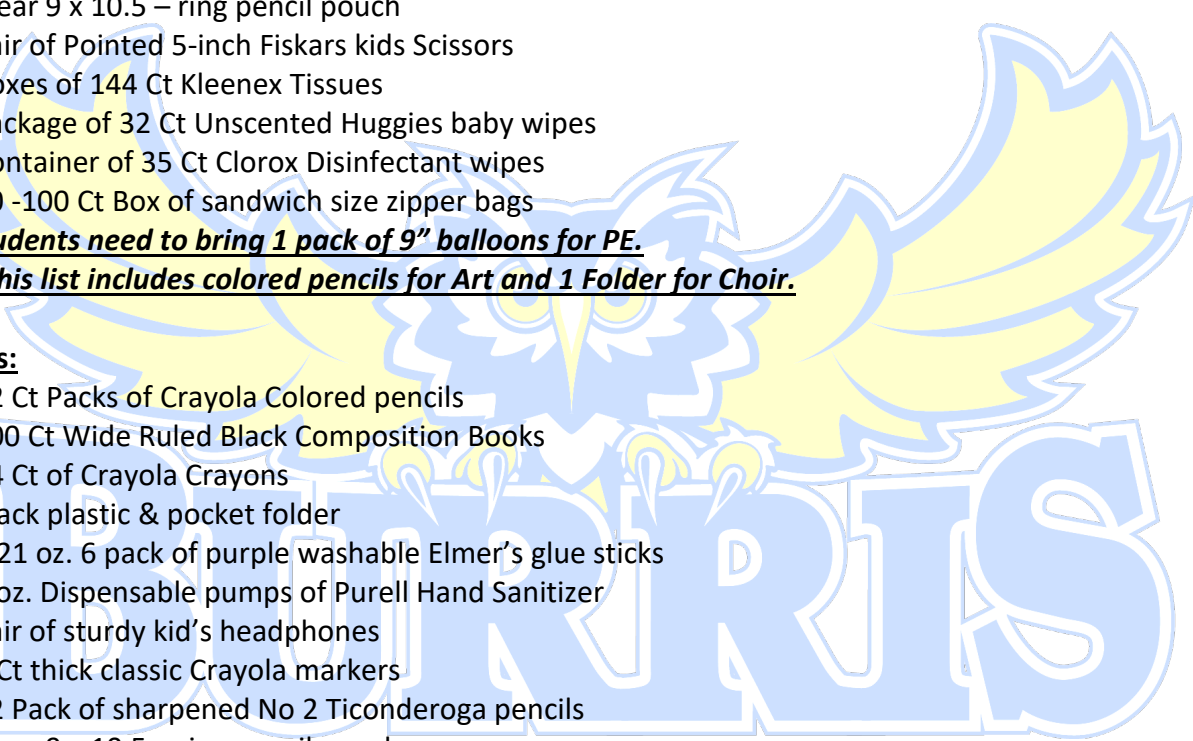 ear 9 x 10.5 – ring pencil pouch
air of Pointed 5-inch Fiskars kids Scissors
oxes of 144 Ct Kleenex Tissues
ackage of 32 Ct Unscented Huggies baby wipes
ontainer of 35 Ct Clorox Disinfectant wipes
0 -100 Ct Box of sandwich size zipper bags
udents need to bring 1 pack of 9” balloons for PE.
his list includes colored pencils for Art and 1 Folder for Choir.
s:
2 Ct Packs of Crayola Colored pencils
00 Ct Wide Ruled Black Composition Books
4 Ct of Crayola Crayons
ack plastic & pocket folder
21 oz. 6 pack of purple washable Elmer’s glue sticks
oz. Dispensable pumps of Purell Hand Sanitizer
air of sturdy kid’s headphones
Ct thick classic Crayola markers
2 Pack of sharpened No 2 Ticonderoga pencils
BURRIS